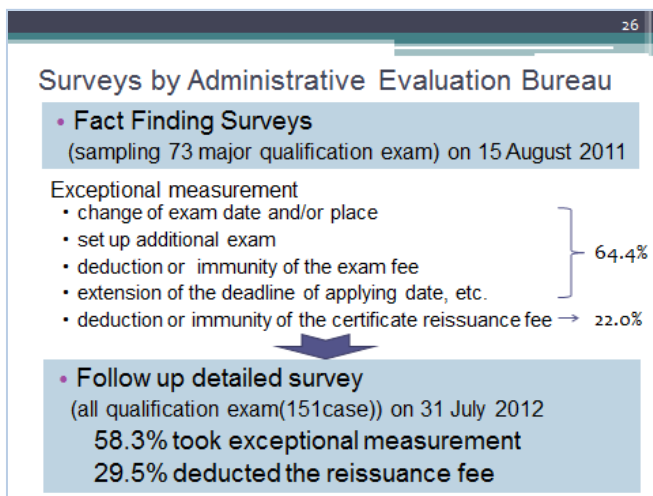 26
Surveys by Administrative Evaluation Bureau
• Fact Finding Surveys
(sampling 73 major qualification exam) on 15 August 2011
Exceptional measurement
・change of exam date and/or place
・set up additional exam
・deduction or immunity of the exam fee
・extension of the deadline of applying date, etc.
64.4%
・deduction or immunity of the certificate reissuance fee → 22.0%
• Follow up detailed survey
(all qualification exam(151case)) on 31 July 2012
58.3% took exceptional measurement
29.5% deducted the reissuance fee